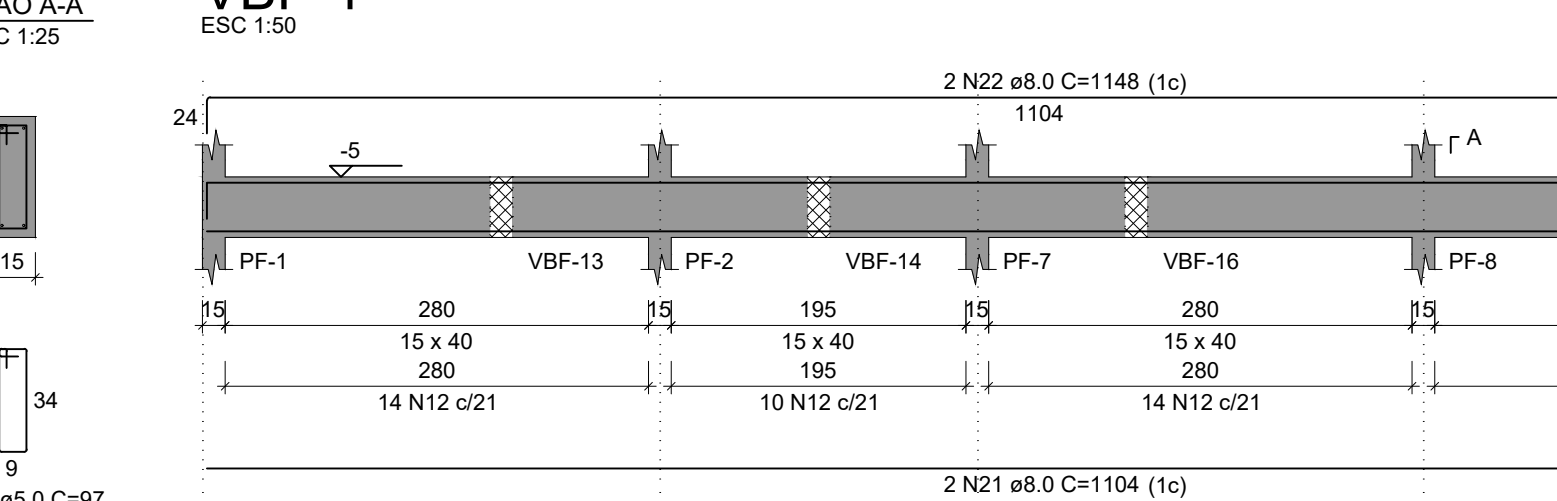 ÃO A-A
C 1:25
ESC 1:50
2 N22 ø8.0 C=1148 (1c)
24
1104
-5
A
15
PF-1
VBF-13
PF-2
VBF-14
PF-7
VBF-16
PF-8
15
280
15
195
15
280
15
15 x 40
15 x 40
15 x 40
280
195
280
14 N12 c/21
10 N12 c/21
14 N12 c/21
34
9
ø5.0 C=97
2 N21 ø8.0 C=1104 (1c)